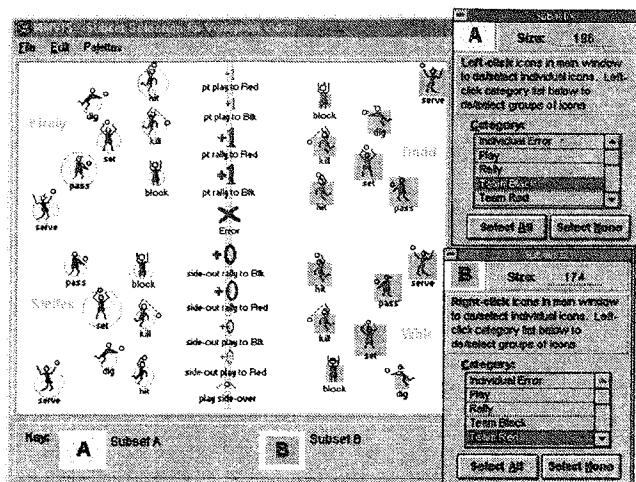 File Edit Palettes
hit
dig
set
kill
pass
block
serve
pass
block
set
kill
dig
hit
serve
+1
pt play to Red
pt play to Blk
+1
pt rally to Red
+1
pt rally to Blk
Error
+0
side-out rally to Blk
+0
side-out rally to Red
+0
side-out play to Blk
side-out play to Red
play side-over
block
serve
dig
kill
set
hit
pass
hit
serve
pass
kill
set
block
dig
Key:
A
Subset A
B
Subset B
A
Size: 186
Left-click icons in main window
to de/select individual icons. Left-
click category list below to
de/select groups of icons
Category:
Individual Error
Play
Rally
Team Black
Team Red
Select All
Select None
B
Size: 174
Right-click icons in main window
to de/select individual icons. Left-
click category list below to
de/select groups of icons
Category:
Individual Error
Play
Rally
Team Black
Team Red
Select All
Select None